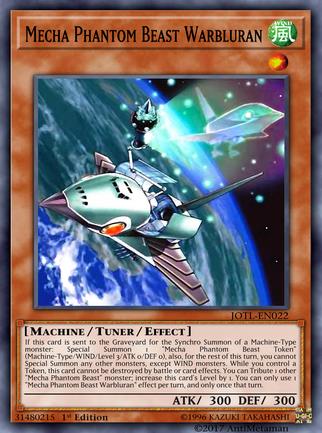 MECHA PHANTOM BEAST WARBLURAN
WIND
風
JOTL-EN022
[MACHINE / TUNER / EFFECT]
If this card is sent to the Graveyard for the Synchro Summon of a Machine-Type
monster: Special Summon 1 "Mecha Phantom Beast Token"
(Machine-Type/WIND/Level 3/ATK 0/DEF 0), also, for the rest of this turn, you cannot
Special Summon any other monsters, except WIND monsters. While you control a
Token, this card cannot be destroyed by battle or card effects. You can Tribute 1 other
"Mecha Phantom Beast" monster; increase this card's Level by 1. You can only use 1
"Mecha Phantom Beast Warbluran" effect per turn, and only once that turn.
ATK/ 300 DEF/ 300
31480215 1st Edition ©1996 KAZUKI TAKAHASHI
©2017 AntiMetaman